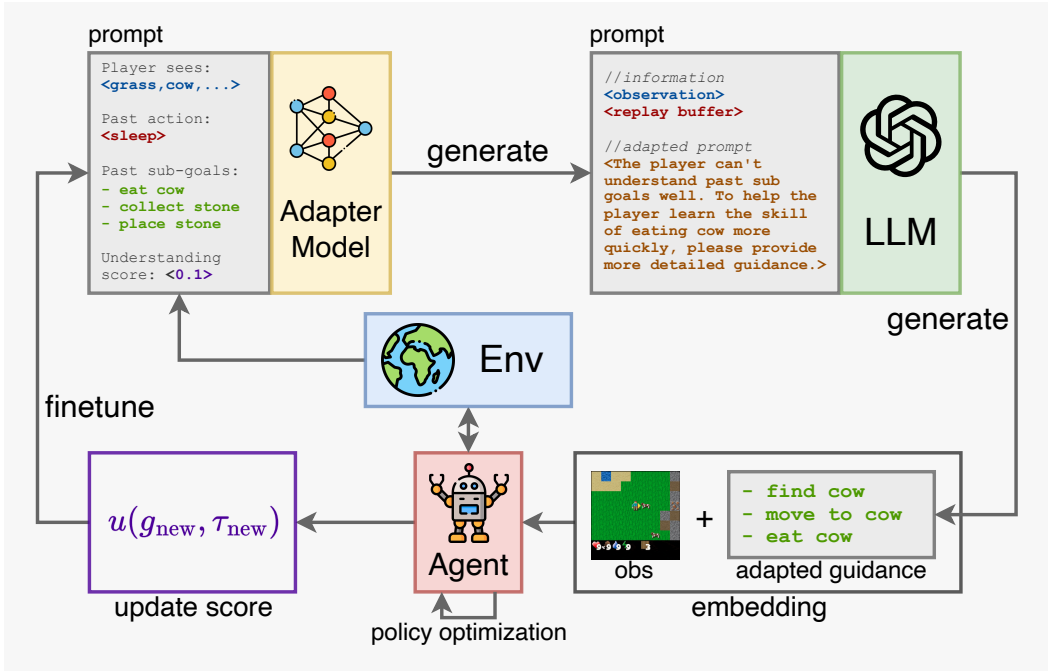 prompt
Player sees:
<grass,cow,...>
Past action:
<sleep>
Past sub-goals:
- eat cow
- collect stone
- place stone
Understanding
score: <0.1>
Adapter
Model
generate
prompt
//information
<observation>
<replay buffer>
//adapted prompt
<The player can't
understand past sub
goals well. To help the
player learn the skill
of eating cow more
quickly, please provide
more detailed guidance.>
LLM
generate
Env
finetune
u(g_new, τ_new)
update score
Agent
policy optimization
obs
+
- find cow
- move to cow
- eat cow
adapted guidance
embedding